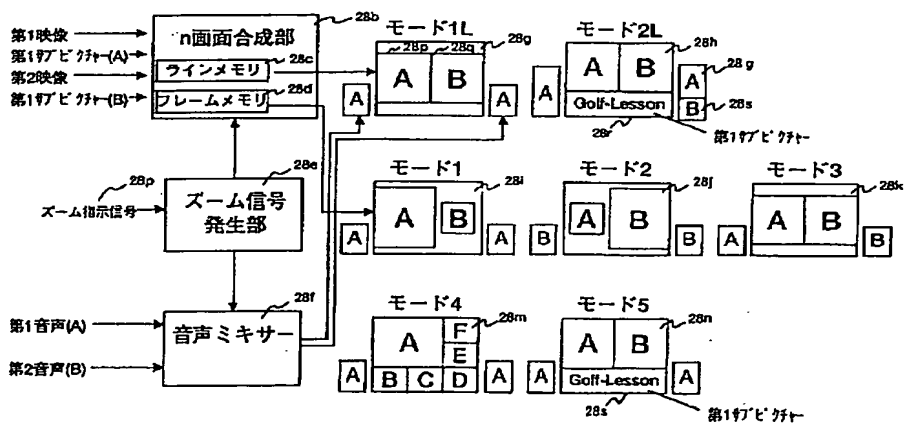 28b
n画面合成部
第1映像
第1サブピクチャー(A)
第2映像
第1サブピクチャー(B)
ラインメモリ
28c
フレームメモリ
28d
28p
ズーム指示信号
28e
ズーム信号
発生部
28f
第1音声(A)
第2音声(B)
音声ミキサー
モード1L
28p 28q 28g
A B
A A
モード2L
28h
A B
A
A 28g
B 28s
Golf-Lesson
28r
第1サブピクチャー
モード1
28i
A B
A A
モード2
28j
A B
B B
モード3
28k
A B
A B
モード4
28m
A F
E
B C D
A A
モード5
28n
A B
A A
Golf-Lesson
28s
第1サブピクチャー